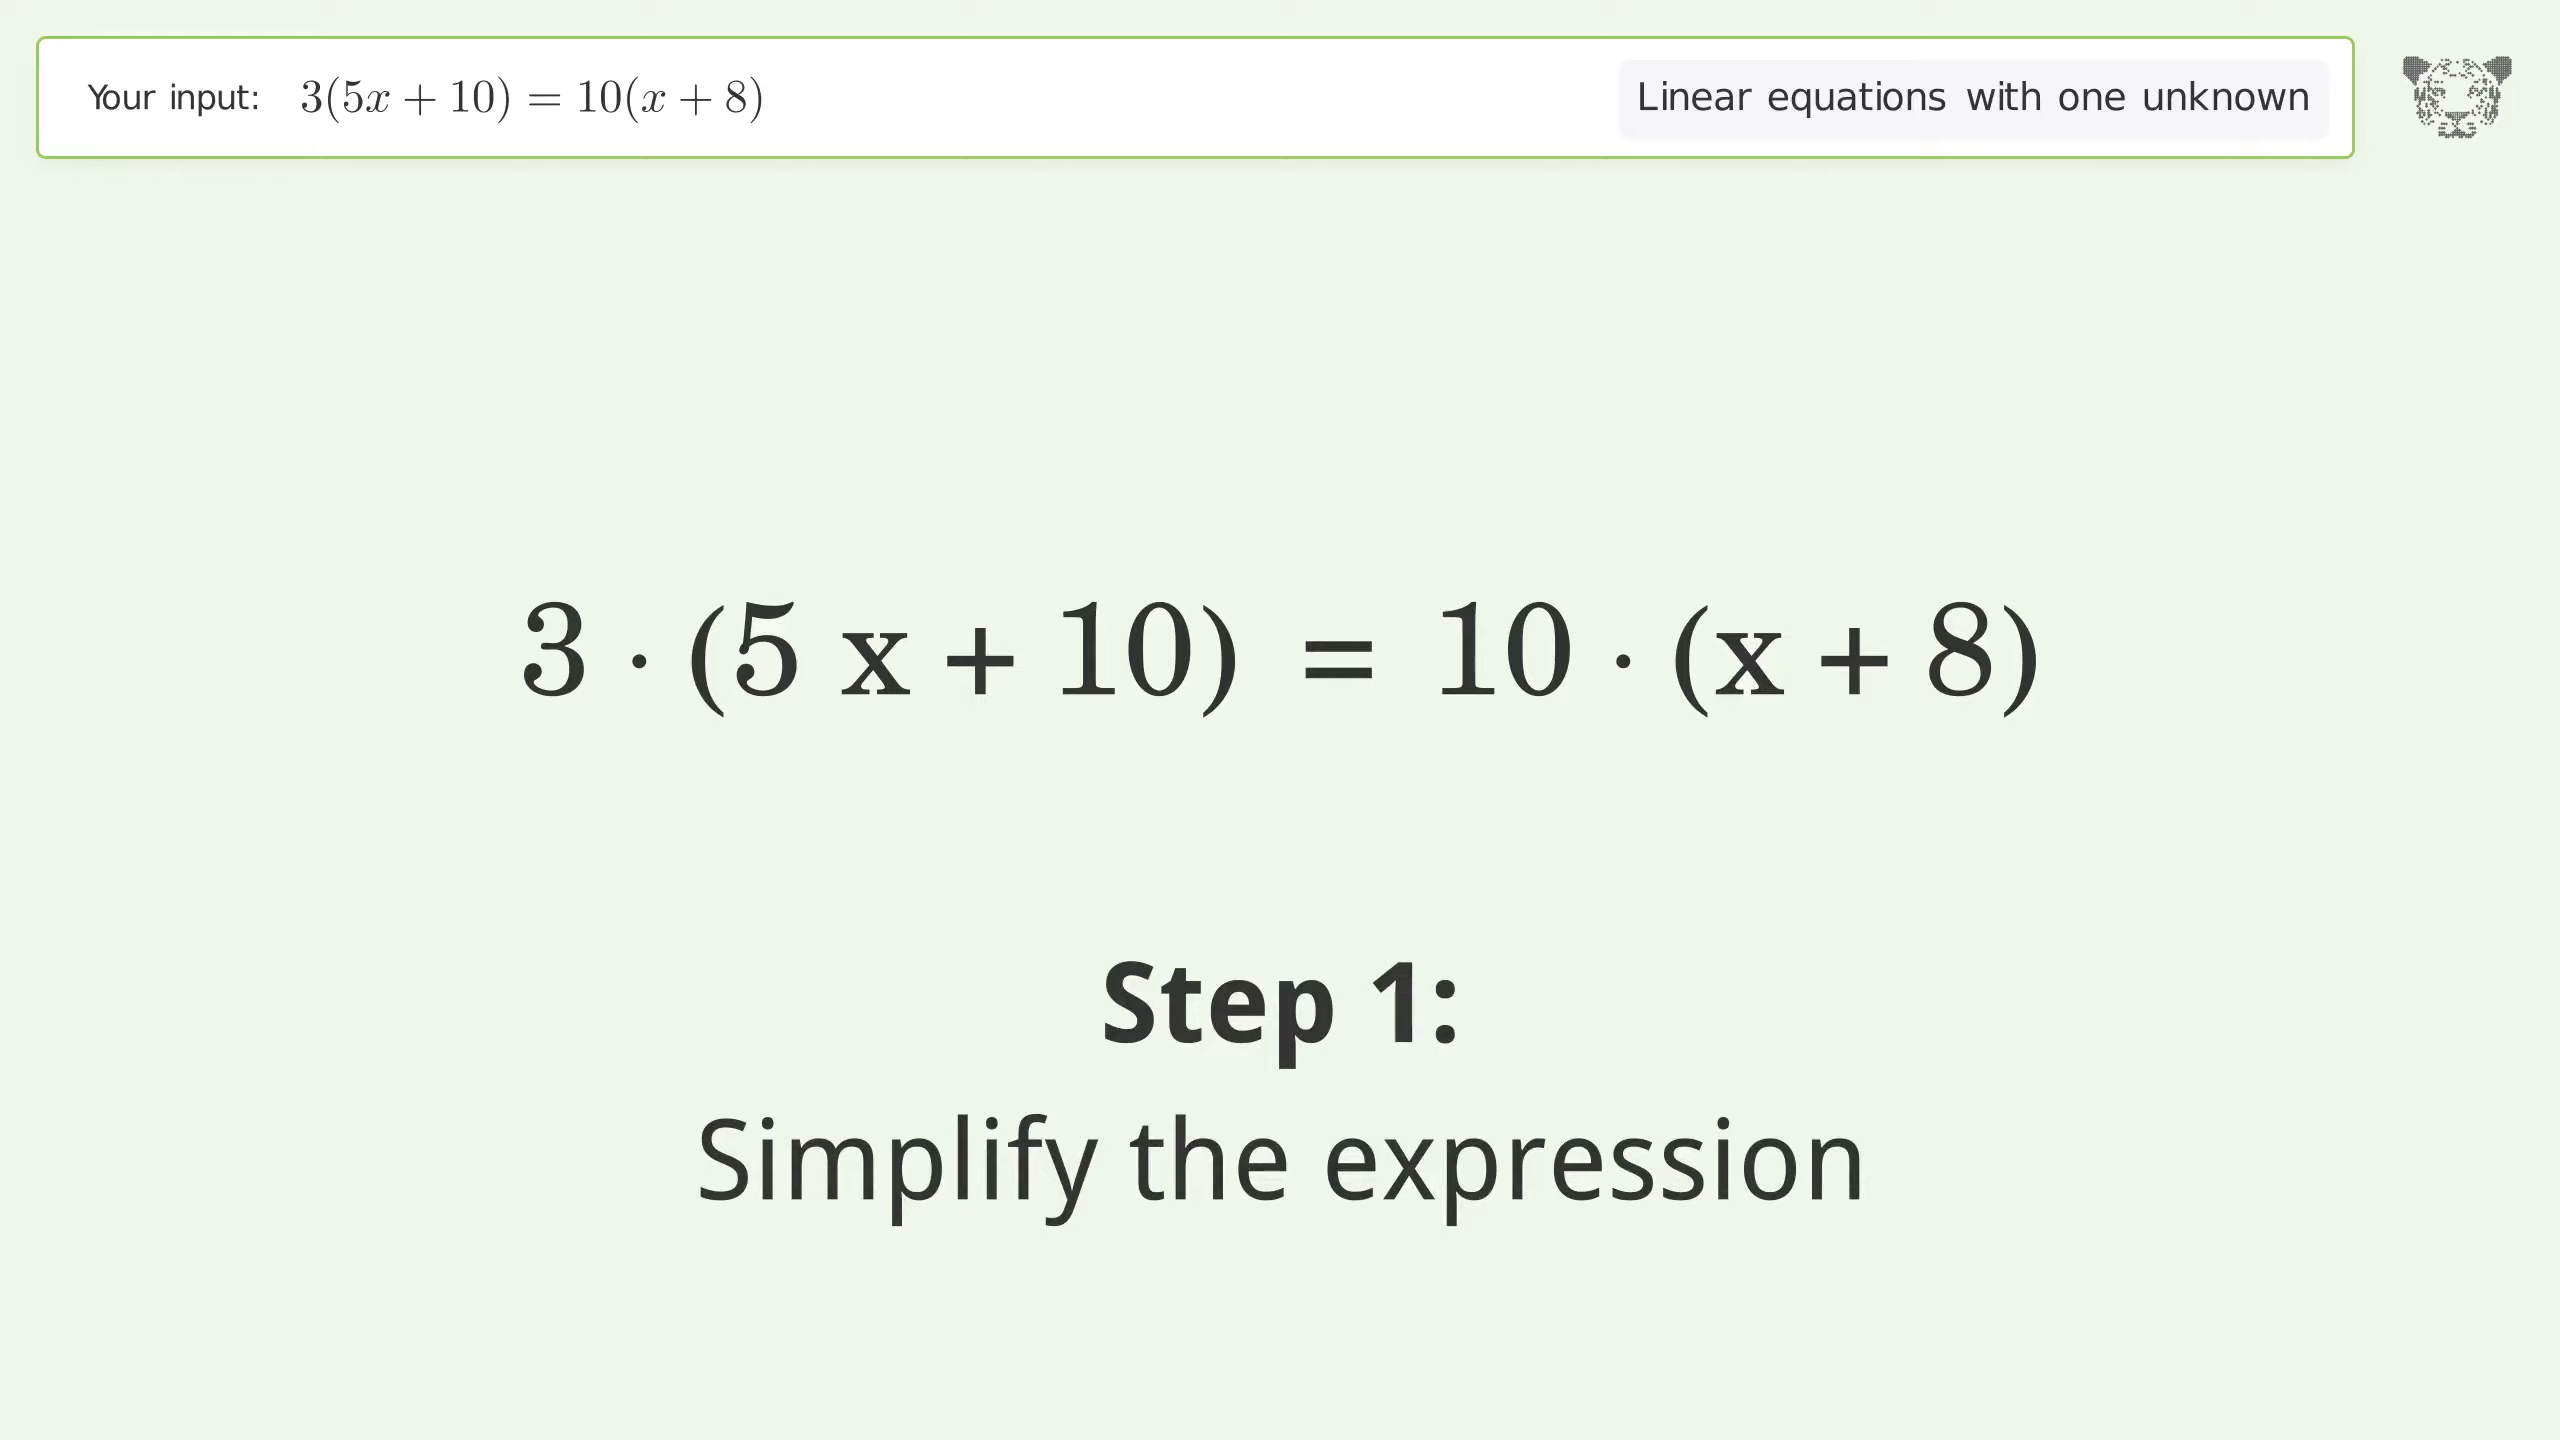 Your input: 3(5x + 10) = 10(x + 8) Linear equations with one unknown
3 · (5 x + 10) = 10 · (x + 8)
Step 1:
Simplify the expression